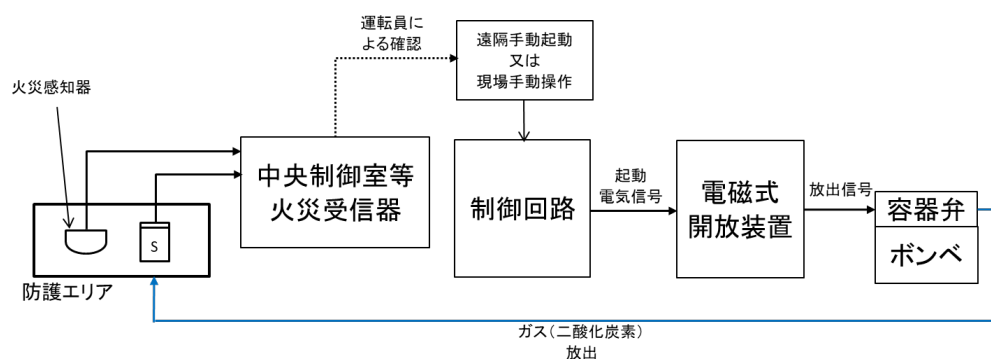 運転員に
よる確認
遠隔手動起動
又は
現場手動操作
火災感知器
中央制御室等
火災受信器
制御回路
起動
電気信号
電磁式
開放装置
放出信号
容器弁
ボンベ
S
防護エリア
ガス（二酸化炭素）
放出